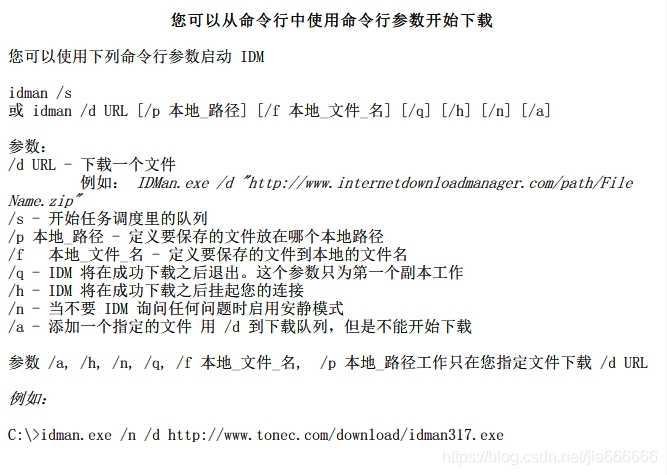 您可以从命令行中使用命令行参数开始下载
您可以使用下列命令行参数启动 IDM
idman /s
或 idman /d URL [/p 本地_路径] [/f 本地_文件_名] [/q] [/h] [/n] [/a]
参数:
/d URL - 下载一个文件
例如: IDMan.exe /d "http://www.internetdownloadmanager.com/path/File
Name.zip"
/s - 开始任务调度里的队列
/p 本地_路径 - 定义要保存的文件放在哪个本地路径
/f 本地_文件_名 - 定义要保存的文件到本地的文件名
/q - IDM 将在成功下载之后退出。这个参数只为第一个副本工作
/h - IDM 将在成功下载之后挂起您的连接
/n - 当不要 IDM 询问任何问题时启用安静模式
/a - 添加一个指定的文件 用 /d 到下载队列，但是不能开始下载
参数 /a, /h, /n, /q, /f 本地_文件_名, /p 本地_路径工作只在您指定文件下载 /d URL
例如:
C:\>idman.exe /n /d http://www.tonec.com/download/idman317.exe
https://blog.csdn.net/jia666666